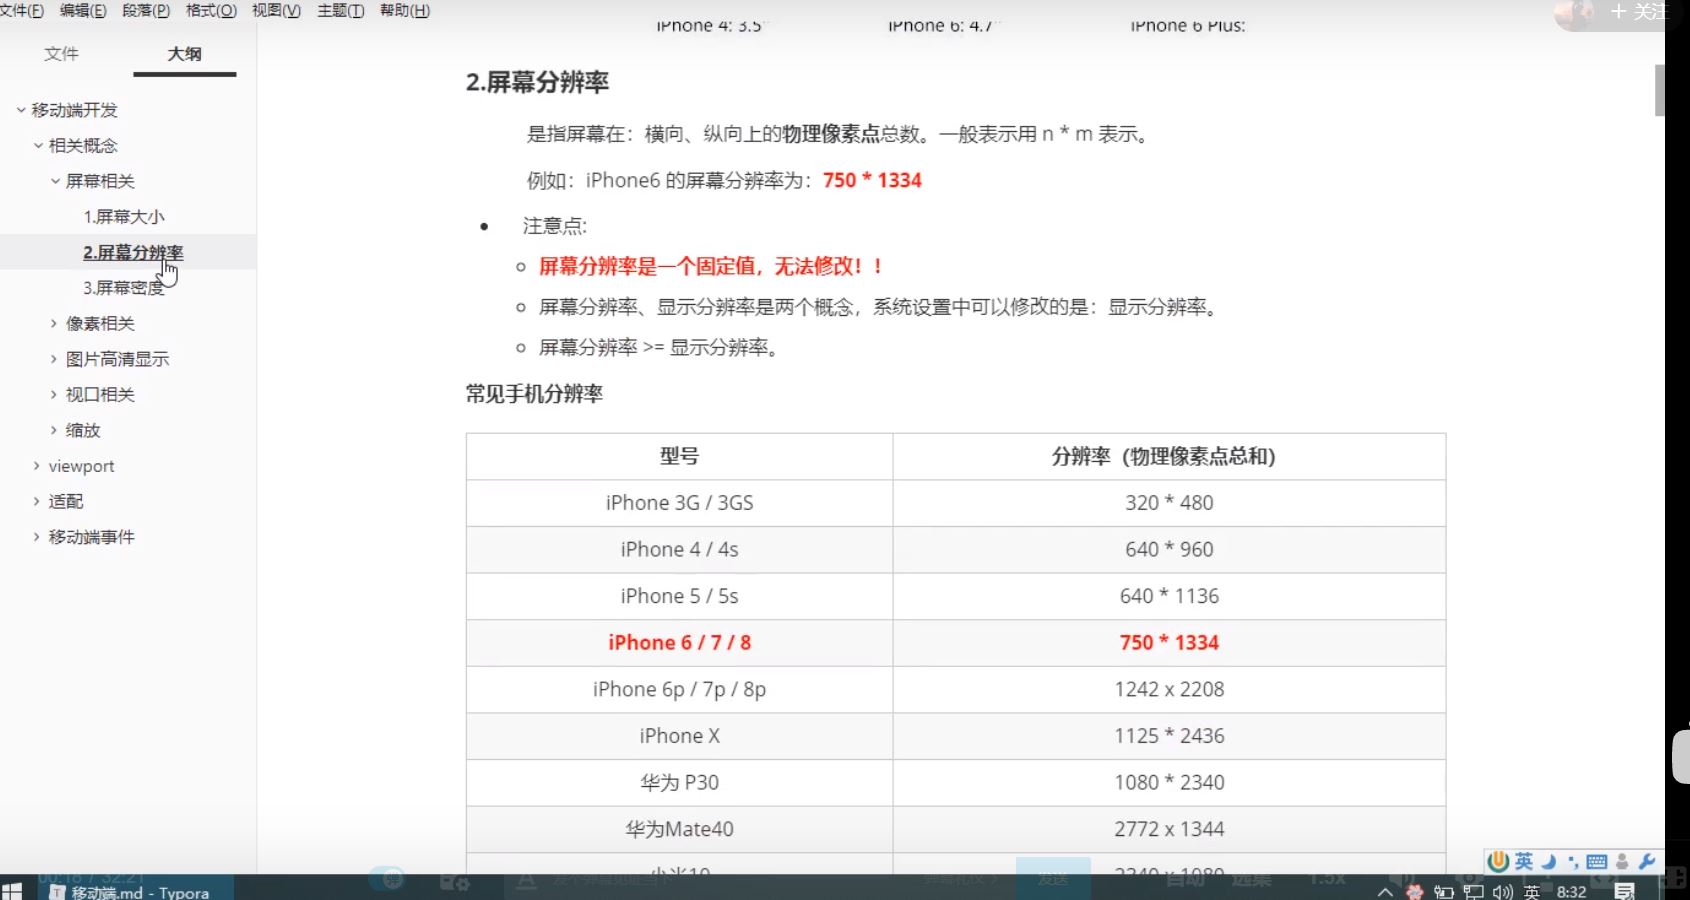 文件(F) 编辑(E) 段落(P) 格式(O) 视图(V) 主题(T) 帮助(H)
+ 关注
文件 大纲
移动端开发
相关概念
屏幕相关
1.屏幕大小
2.屏幕分辨率
3.屏幕密度
像素相关
图片高清显示
视口相关
缩放
viewport
适配
移动端事件
iPhone 4: 3.5" iPhone 6: 4.7" iPhone 6 Plus:
2.屏幕分辨率
是指屏幕在：横向、纵向上的物理像素点总数。一般表示用 n * m 表示。
例如：iPhone6 的屏幕分辨率为：750 * 1334
注意点:
屏幕分辨率是一个固定值，无法修改！！
屏幕分辨率、显示分辨率是两个概念，系统设置中可以修改的是：显示分辨率。
屏幕分辨率 >= 显示分辨率。
常见手机分辨率
型号 分辨率（物理像素点总和）
iPhone 3G / 3GS 320 * 480
iPhone 4 / 4s 640 * 960
iPhone 5 / 5s 640 * 1136
iPhone 6 / 7 / 8 750 * 1334
iPhone 6p / 7p / 8p 1242 x 2208
iPhone X 1125 * 2436
华为 P30 1080 * 2340
华为Mate40 2772 x 1344
小米10 2340 * 1080
英
00:18 / 32:21
发送 自动 选集 1.5x
移动端.md - Typora
英 8:32